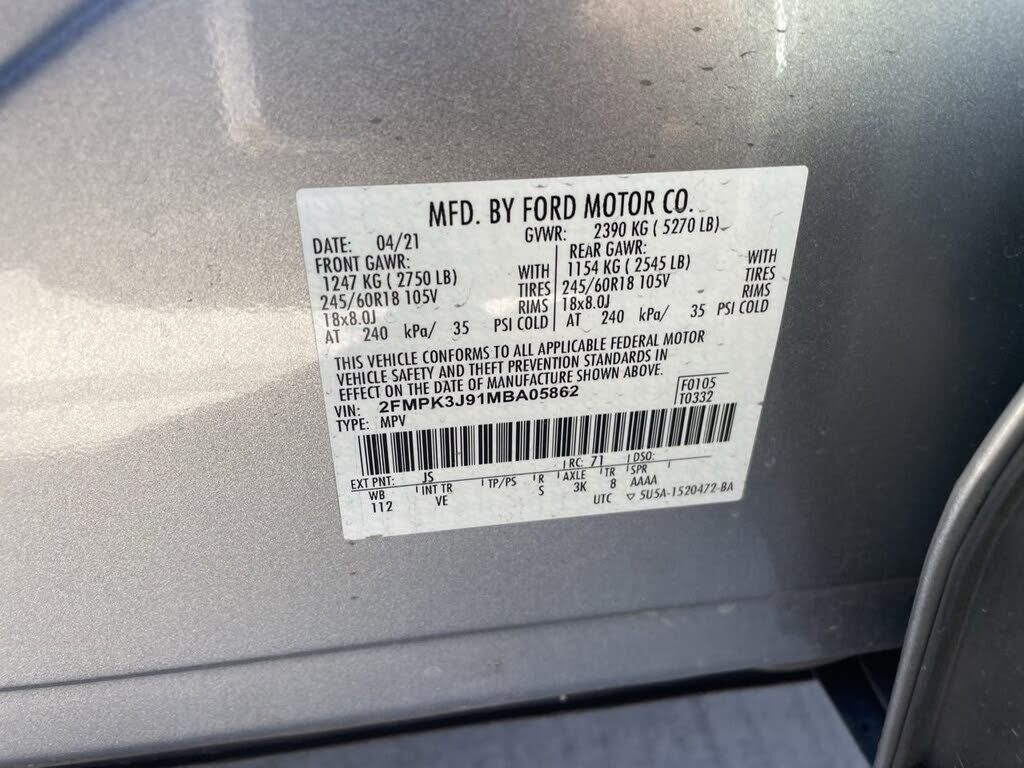 MFD. BY FORD MOTOR CO.
DATE: 04/21 GVWR: 2390 KG ( 5270 LB)
FRONT GAWR: REAR GAWR:
1247 KG ( 2750 LB) WITH 1154 KG ( 2545 LB) WITH
245/60R18 105V TIRES 245/60R18 105V TIRES
18x8.0J RIMS 18x8.0J RIMS
AT 240 kPa/ 35 PSI COLD AT 240 kPa/ 35 PSI COLD
THIS VEHICLE CONFORMS TO ALL APPLICABLE FEDERAL MOTOR
VEHICLE SAFETY AND THEFT PREVENTION STANDARDS IN
EFFECT ON THE DATE OF MANUFACTURE SHOWN ABOVE.
VIN: 2FMPK3J91MBA05862 F0105
TYPE: MPV T0332
EXT PNT: JS RC: 71 DSO:
WB INT TR TP/PS R AXLE TR SPR
112 VE S 3K 8 AAAA
UTC ▽ 5U5A-1520472-BA